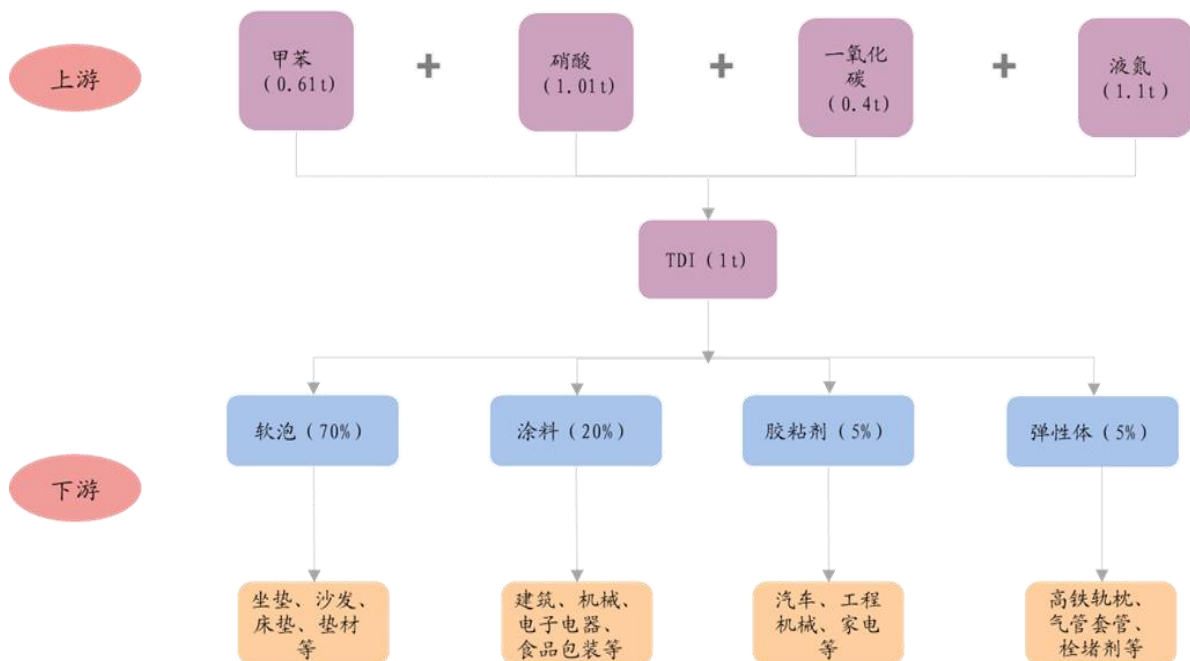 上游
甲苯
(0.61t)
硝酸
(1.01t)
一氧化
碳
(0.4t)
液氮
(1.1t)
TDI (1t)
下游
软泡 (70%)
涂料 (20%)
胶粘剂 (5%)
弹性体 (5%)
坐垫、沙发、
床垫、垫材
等
建筑、机械、
电子电器、
食品包装等
汽车、工程
机械、家电
等
高铁轨枕、
气管套管、
栓堵剂等